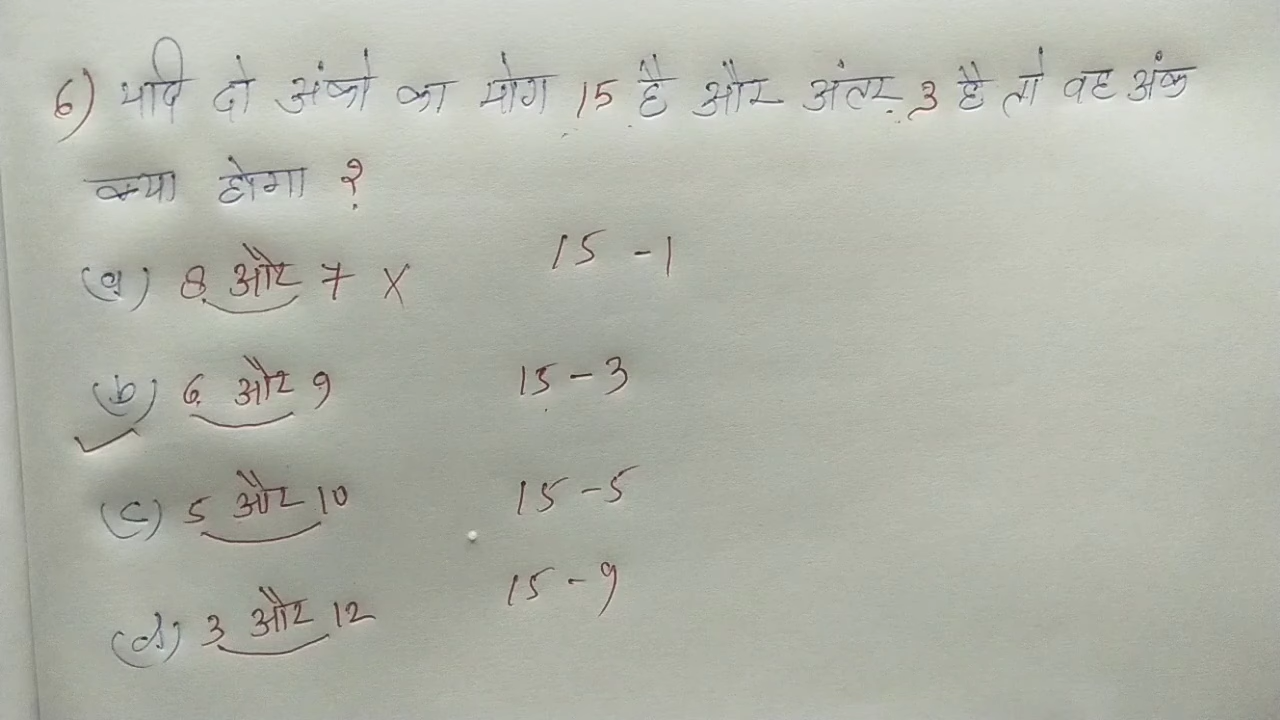 6) यदि दो अंको का योग 15 है और अंतर 3 है तो वह अंक
क्या होगा ?
(a) 8 और 7 X 15 - 1
(b) 6 और 9 15 - 3
(c) 5 और 10 15 - 5
(d) 3 और 12 15 - 9